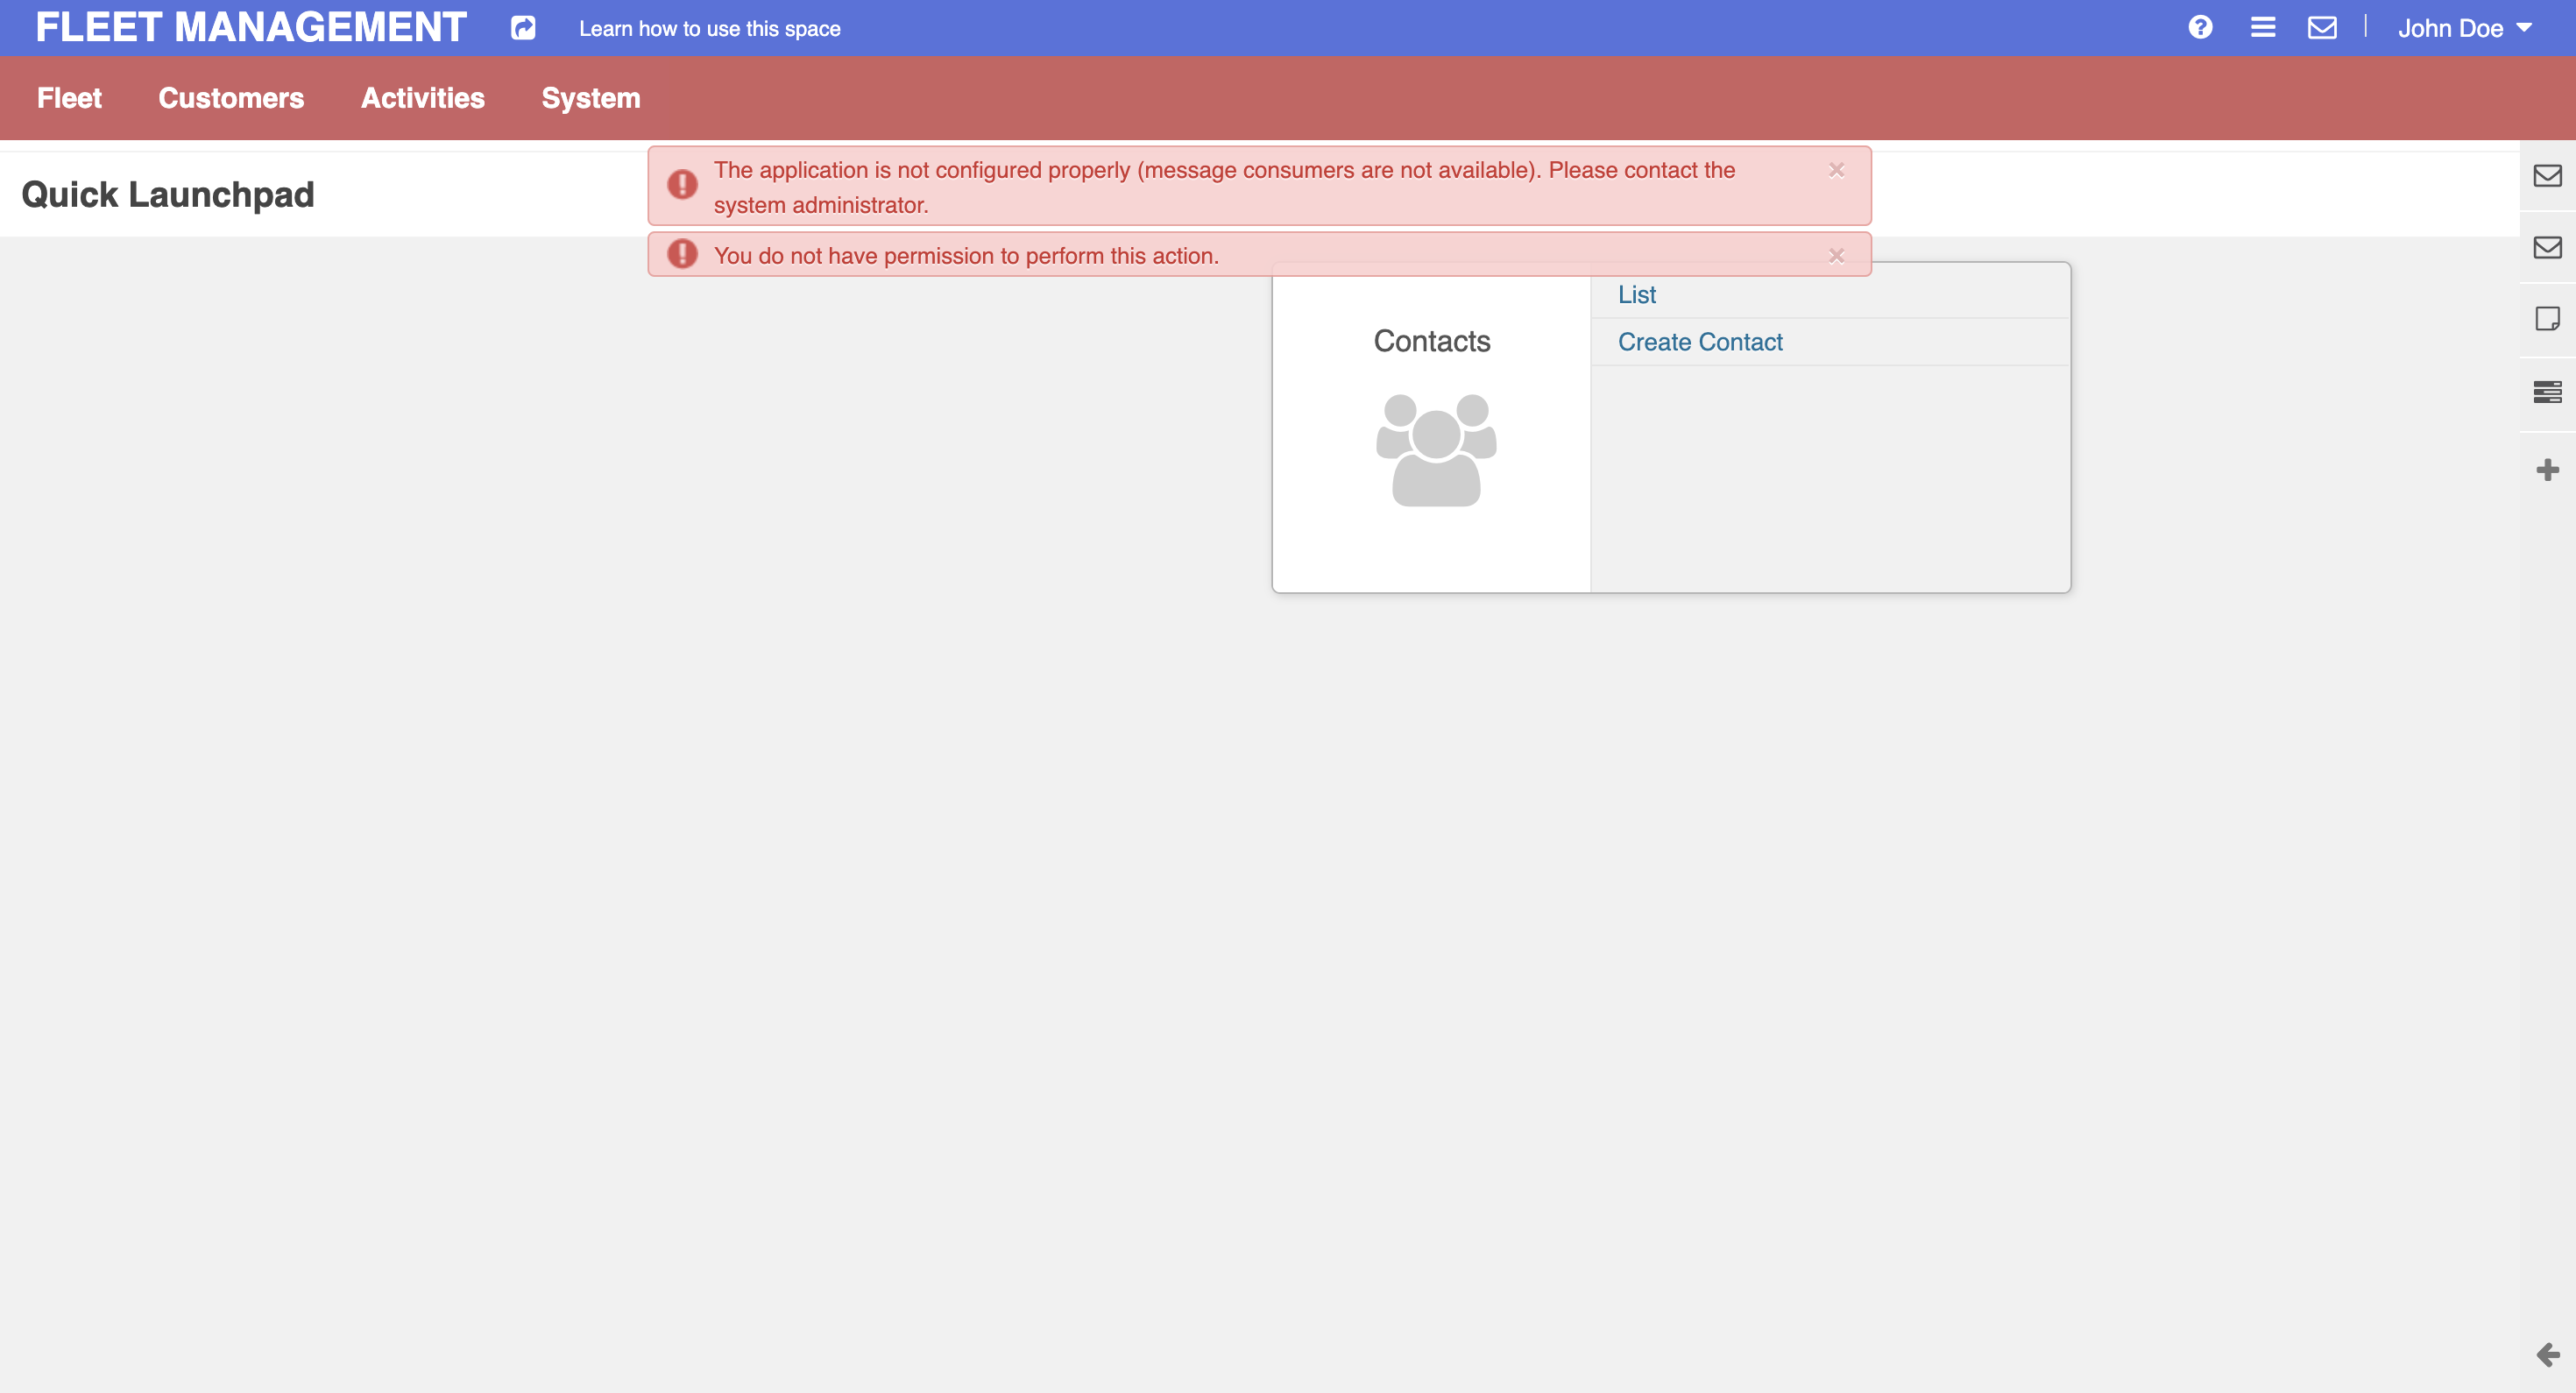 FLEET MANAGEMENT
Learn how to use this space
John Doe
Fleet
Customers
Activities
System
Quick Launchpad
The application is not configured properly (message consumers are not available). Please contact the
system administrator.
You do not have permission to perform this action.
Contacts
List
Create Contact